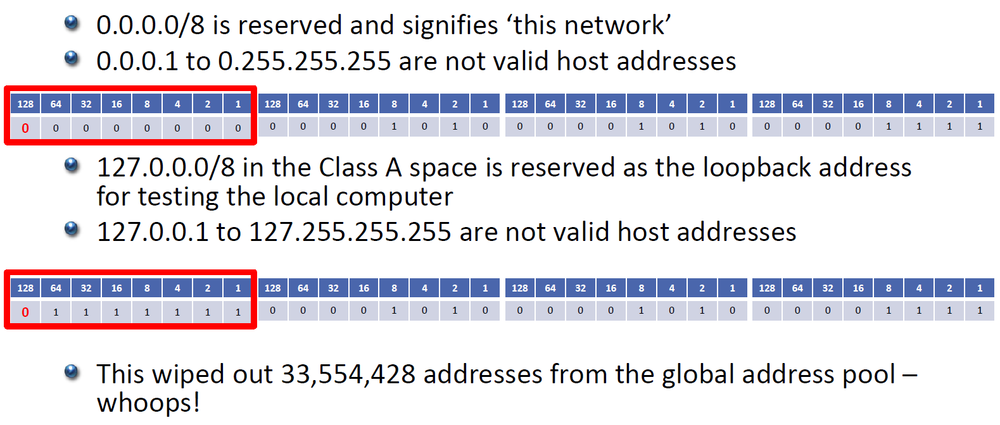 0.0.0.0/8 is reserved and signifies ‘this network’
0.0.0.1 to 0.255.255.255 are not valid host addresses
128 64 32 16 8 4 2 1 128 64 32 16 8 4 2 1 128 64 32 16 8 4 2 1 128 64 32 16 8 4 2 1
0 0 0 0 0 0 0 0 0 0 0 0 1 0 1 0 0 0 0 0 1 0 1 0 0 0 0 0 1 1 1 1
127.0.0.0/8 in the Class A space is reserved as the loopback address
for testing the local computer
127.0.0.1 to 127.255.255.255 are not valid host addresses
128 64 32 16 8 4 2 1 128 64 32 16 8 4 2 1 128 64 32 16 8 4 2 1 128 64 32 16 8 4 2 1
0 1 1 1 1 1 1 1 0 0 0 0 1 0 1 0 0 0 0 0 1 0 1 0 0 0 0 0 1 1 1 1
This wiped out 33,554,428 addresses from the global address pool –
whoops!